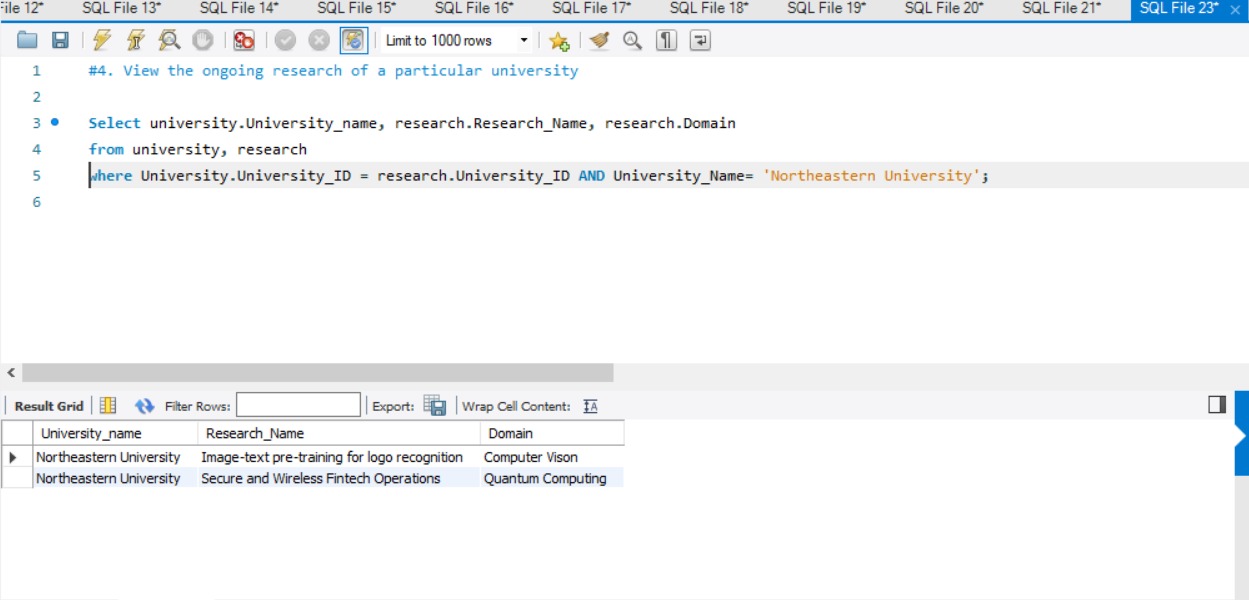 ile 12* SQL File 13* SQL File 14* SQL File 15* SQL File 16* SQL File 17* SQL File 18* SQL File 19* SQL File 20* SQL File 21* SQL File 23*
Limit to 1000 rows
1 #4. View the ongoing research of a particular university
2
3 Select university.University_name, research.Research_Name, research.Domain
4 from university, research
5 where University.University_ID = research.University_ID AND University_Name= 'Northeastern University';
6
Result Grid Filter Rows: Export: Wrap Cell Content: IA
University_name Research_Name Domain
Northeastern University Image-text pre-training for logo recognition Computer Vison
Northeastern University Secure and Wireless Fintech Operations Quantum Computing